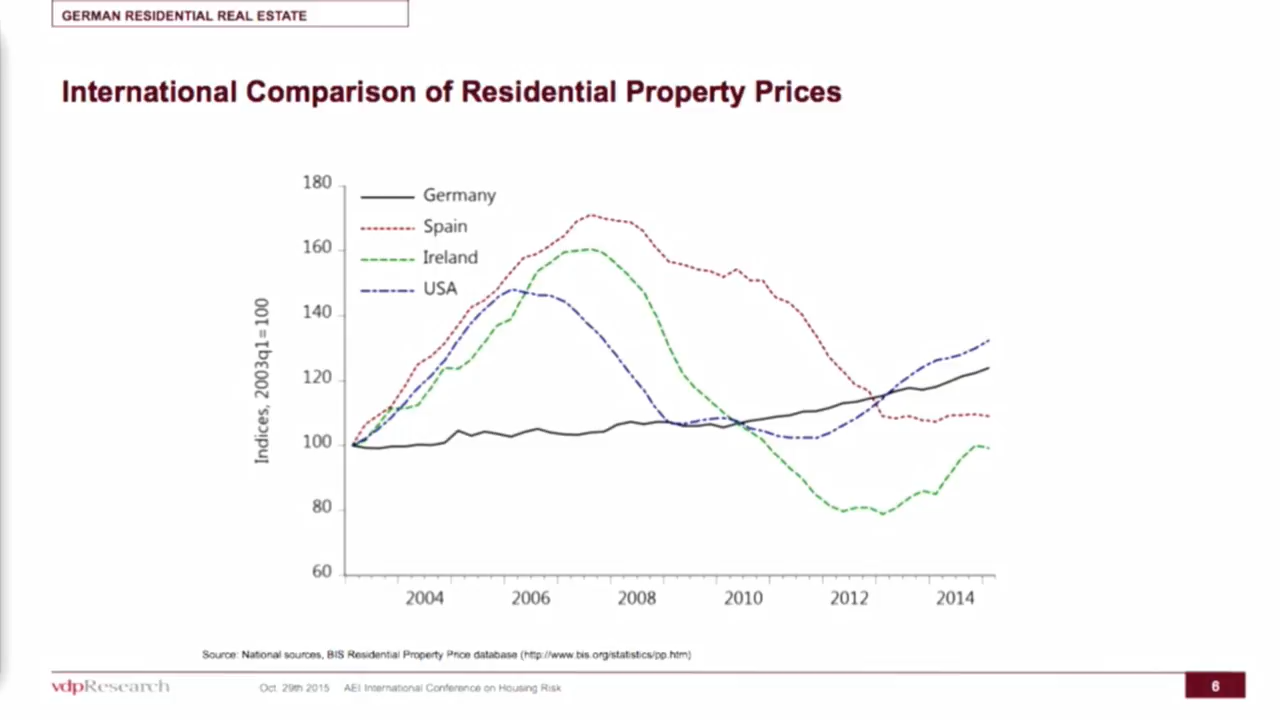 GERMAN RESIDENTIAL REAL ESTATE
International Comparison of Residential Property Prices
180
160
140
120
100
80
60
Indices, 2003q1=100
Germany
Spain
Ireland
USA
2004 2006 2008 2010 2012 2014
Source: National sources, BIS Residential Property Price database (http://www.bis.org/statistics/pp.htm)
vdpResearch Oct. 29th 2015 AEI International Conference on Housing Risk 6